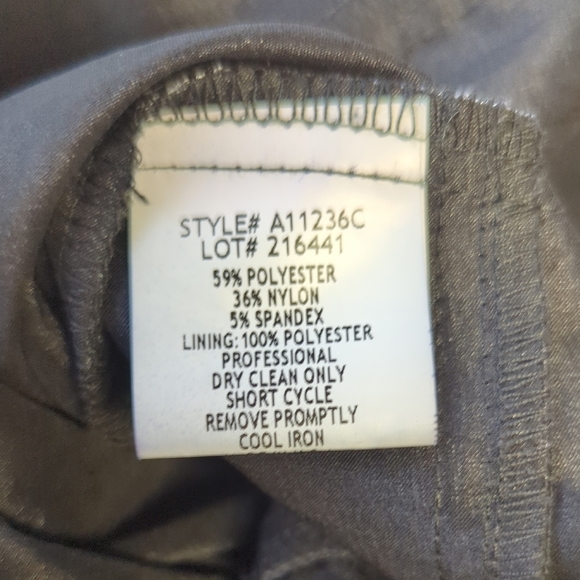 STYLE# A11236C
LOT# 216441
59% POLYESTER
36% NYLON
5% SPANDEX
LINING: 100% POLYESTER
PROFESSIONAL
DRY CLEAN ONLY
SHORT CYCLE
REMOVE PROMPTLY
COOL IRON